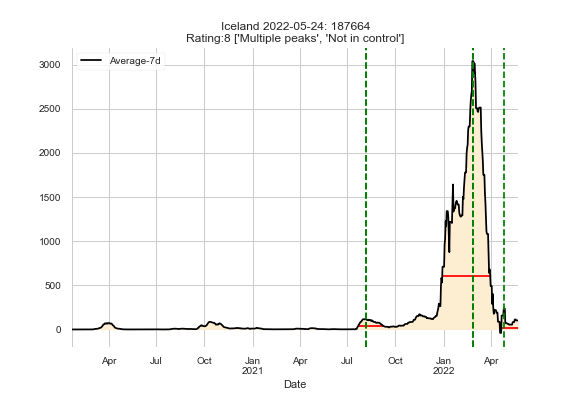 Iceland 2022-05-24: 187664
Rating:8 ['Multiple peaks', 'Not in control']
Average-7d
3000
2500
2000
1500
1000
500
0
Apr Jul Oct Jan Apr Jul Oct Jan Apr
2021 2022
Date